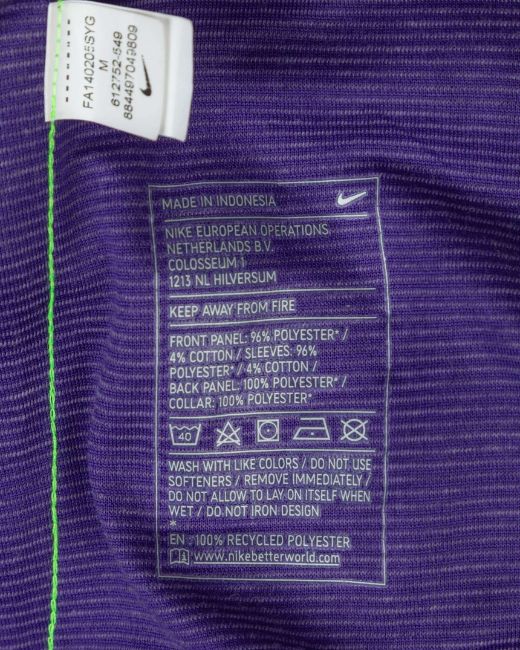 FA140205SYG
M
612752-549
884497049809
MADE IN INDONESIA
NIKE EUROPEAN OPERATIONS
NETHERLANDS B.V.
COLOSSEUM 1
1213 NL HILVERSUM
KEEP AWAY FROM FIRE
FRONT PANEL: 96% POLYESTER* /
4% COTTON / SLEEVES: 96%
POLYESTER* / 4% COTTON /
BACK PANEL: 100% POLYESTER* /
COLLAR: 100% POLYESTER*
40
WASH WITH LIKE COLORS / DO NOT USE
SOFTENERS / REMOVE IMMEDIATELY /
DO NOT ALLOW TO LAY ON ITSELF WHEN
WET / DO NOT IRON DESIGN
*
EN : 100% RECYCLED POLYESTER
www.nikebetterworld.com